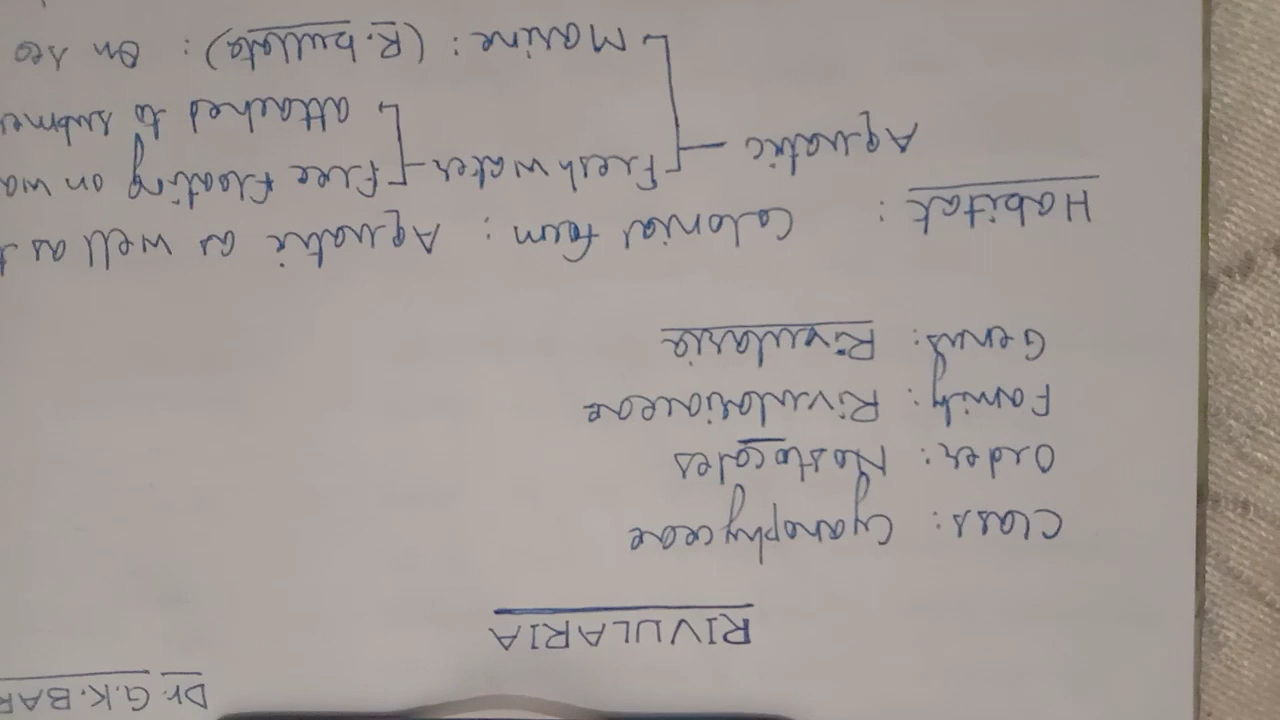 Dr. G.K. BAR
RIVULARIA
Class: Cyanophyceae
Order: Nostocales
Family: Rivulariaceae
Genus: Rivularia
Habitat: Colonial form: Aquatic as well as
Aquatic Fresh water Free floating on wa
attached to submer
Marine: (R. bullata): on sea